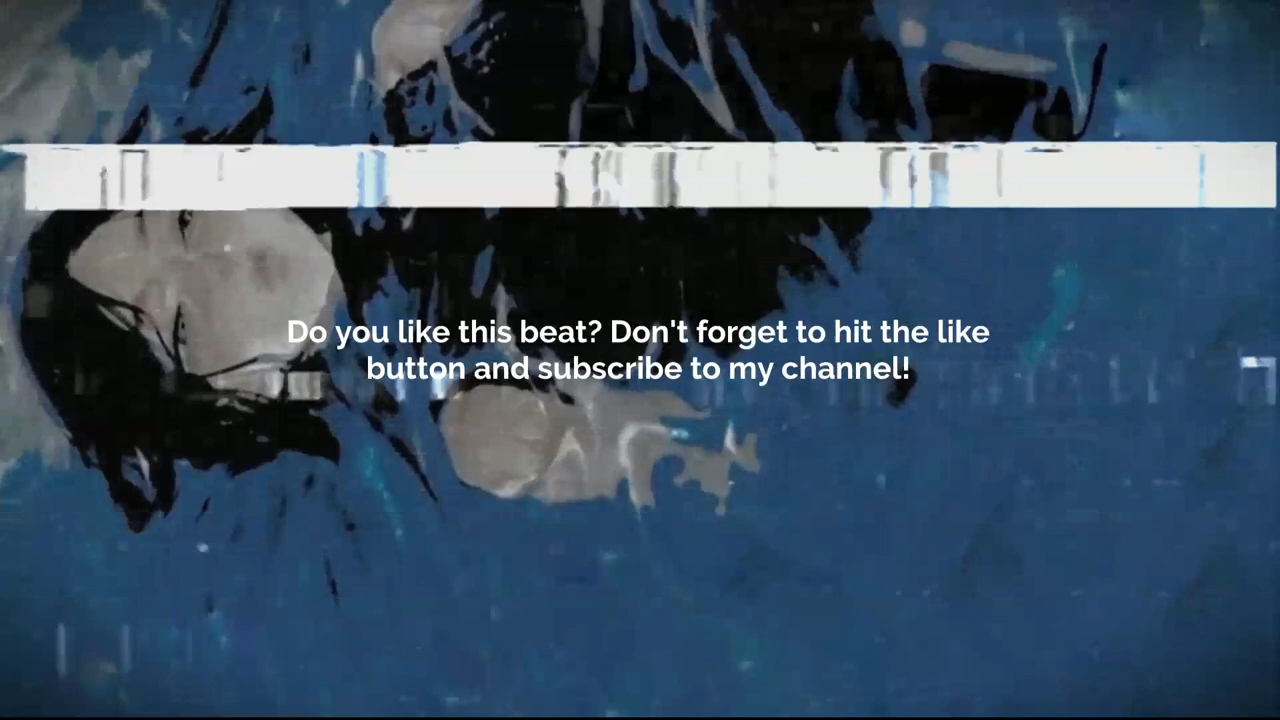 Do you like this beat? Don't forget to hit the like
button and subscribe to my channel!